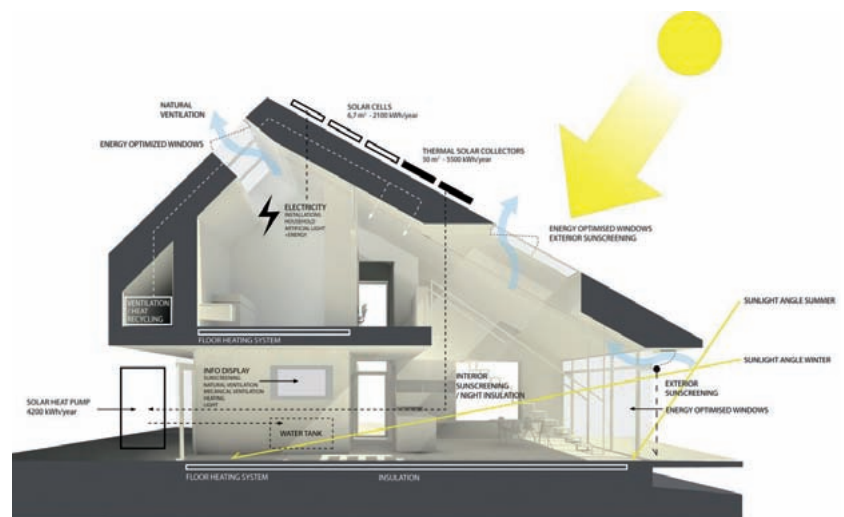 NATURAL
VENTILATION
SOLAR CELLS
6,7 m² - 2100 kWh/year
ENERGY OPTIMIZED WINDOWS
THERMAL SOLAR COLLECTORS
50 m² - 5500 kWh/year
ELECTRICITY
INSTALLATIONS
HOUSEHOLD
ARTIFICIAL LIGHT
+ENERGY
ENERGY OPTIMISED WINDOWS
EXTERIOR SUNSCREENING
VENTILATION
/ HEAT
RECYCLING
SUNLIGHT ANGLE SUMMER
FLOOR HEATING SYSTEM
SUNLIGHT ANGLE WINTER
INFO DISPLAY
SUNSCREENING
NATURAL VENTILATION
MECANICAL VENTILATION
HEATING
LIGHT
INTERIOR
SUNSCREENING
/ NIGHT INSULATION
EXTERIOR
SUNSCREENING
SOLAR HEAT PUMP
4200 kWh/year
ENERGY OPTIMISED WINDOWS
WATER TANK
FLOOR HEATING SYSTEM
INSULATION